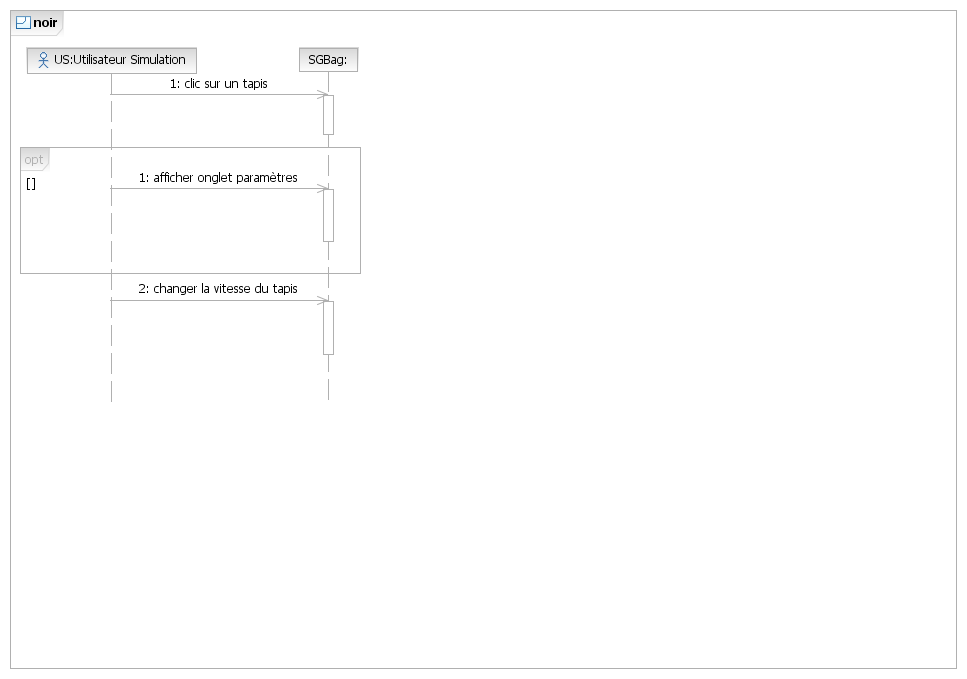 noir
US:Utilisateur Simulation
SGBag:
1: clic sur un tapis
opt
1: afficher onglet paramètres
[]
2: changer la vitesse du tapis